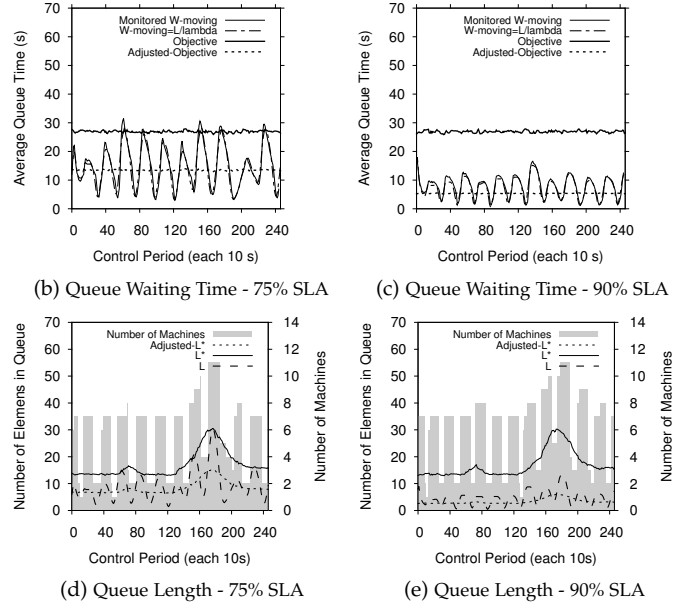 Average Queue Time (s)
70
60
50
40
30
20
10
0
Monitored W-moving
W-moving=L/lambda
Objective
Adjusted-Objective
0 40 80 120 160 200 240
Control Period (each 10 s)
(b) Queue Waiting Time - 75% SLA
Average Queue Time (s)
70
60
50
40
30
20
10
0
Monitored W-moving
W-moving=L/lambda
Objective
Adjusted-Objective
0 40 80 120 160 200 240
Control Period (each 10 s)
(c) Queue Waiting Time - 90% SLA
Number of Elemens in Queue
70
60
50
40
30
20
10
0
Number of Machines
Adjusted-L*
L*
L
14
12
10
8
6
4
2
0
Number of Machines
0 40 80 120 160 200 240
Control Period (each 10s)
(d) Queue Length - 75% SLA
Number of Elemens in Queue
70
60
50
40
30
20
10
0
Number of Machines
Adjusted-L*
L*
L
14
12
10
8
6
4
2
0
Number of Machines
0 40 80 120 160 200 240
Control Period (each 10s)
(e) Queue Length - 90% SLA